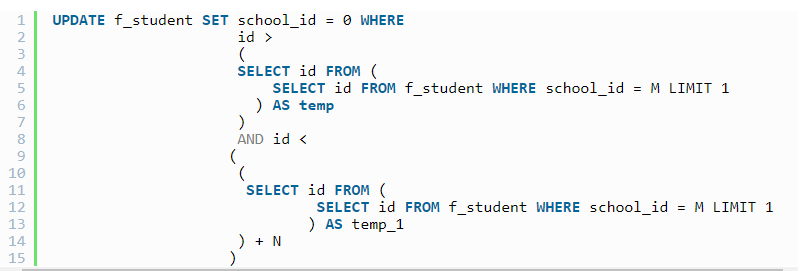 1 UPDATE f_student SET school_id = 0 WHERE
2 id >
3 (
4 SELECT id FROM (
5 SELECT id FROM f_student WHERE school_id = M LIMIT 1
6 ) AS temp
7 )
8 AND id <
9 (
10 (
11 SELECT id FROM (
12 SELECT id FROM f_student WHERE school_id = M LIMIT 1
13 ) AS temp_1
14 ) + N
15 )